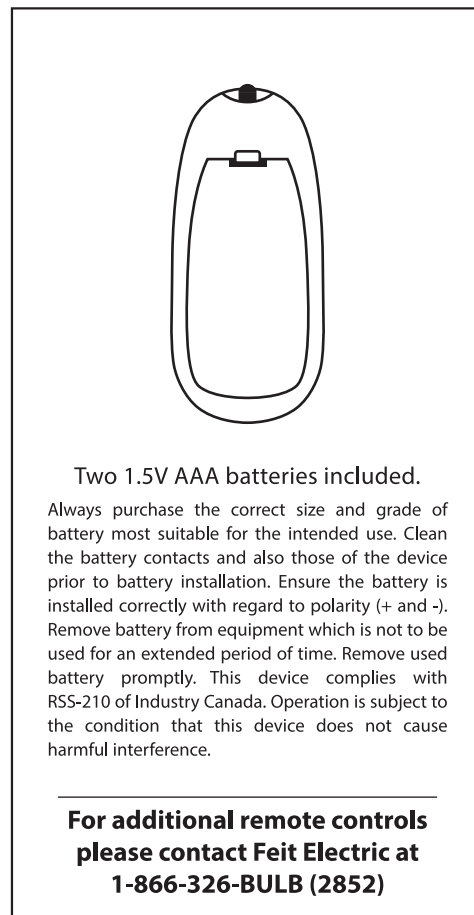 Two 1.5V AAA batteries included.
Always purchase the correct size and grade of
battery most suitable for the intended use. Clean
the battery contacts and also those of the device
prior to battery installation. Ensure the battery is
installed correctly with regard to polarity (+ and -).
Remove battery from equipment which is not to be
used for an extended period of time. Remove used
battery promptly. This device complies with
RSS-210 of Industry Canada. Operation is subject to
the condition that this device does not cause
harmful interference.
For additional remote controls
please contact Feit Electric at
1-866-326-BULB (2852)